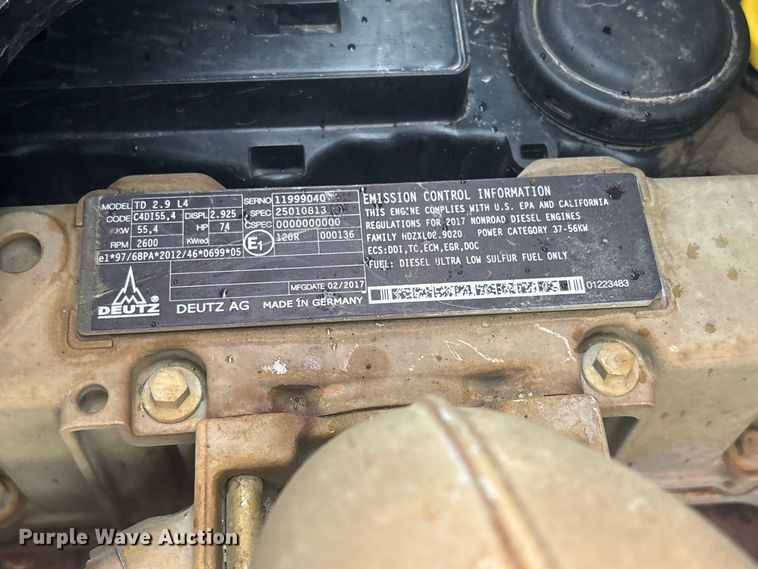 MODEL TD 2.9 L4 SERNO 11999040
CODE C4DI55,4 DISPL 2.925 SPEC 25010813
KW 55,4 HP 74 CSPEC 0000000000
RPM 2600 KWred E1 120R 000136
e1*97/68PA*2012/46*0699*05
MFGDATE 02/2017
DEUTZ DEUTZ AG MADE IN GERMANY
EMISSION CONTROL INFORMATION
THIS ENGINE COMPLIES WITH U.S. EPA AND CALIFORNIA
REGULATIONS FOR 2017 NONROAD DIESEL ENGINES
FAMILY HDZXL02.9020 POWER CATEGORY 37-56KW
ECS:DDI,TC,ECM,EGR,DOC
FUEL: DIESEL ULTRA LOW SULFUR FUEL ONLY
01223483
Purple Wave Auction